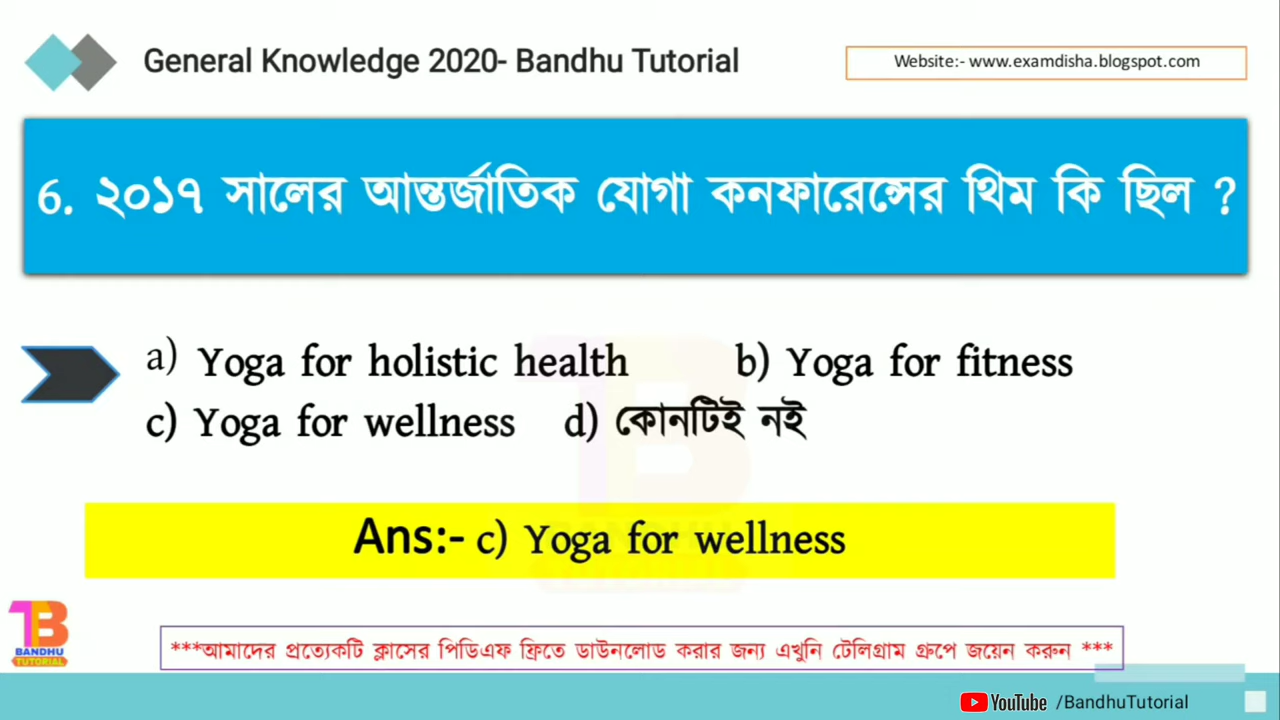 General Knowledge 2020- Bandhu Tutorial
Website:- www.examdisha.blogspot.com
6. ২০১৭ সালের আন্তর্জাতিক যোগা কনফারেন্সের থিম কি ছিল ?
a) Yoga for holistic health b) Yoga for fitness
c) Yoga for wellness d) কোনটিই নই
Ans:- c) Yoga for wellness
TB
BANDHU
TUTORIAL
***আমাদের প্রত্যেকটি ক্লাসের পিডিএফ ফ্রিতে ডাউনলোড করার জন্য এখুনি টেলিগ্রাম গ্রুপে জয়েন করুন ***
YouTube /BandhuTutorial